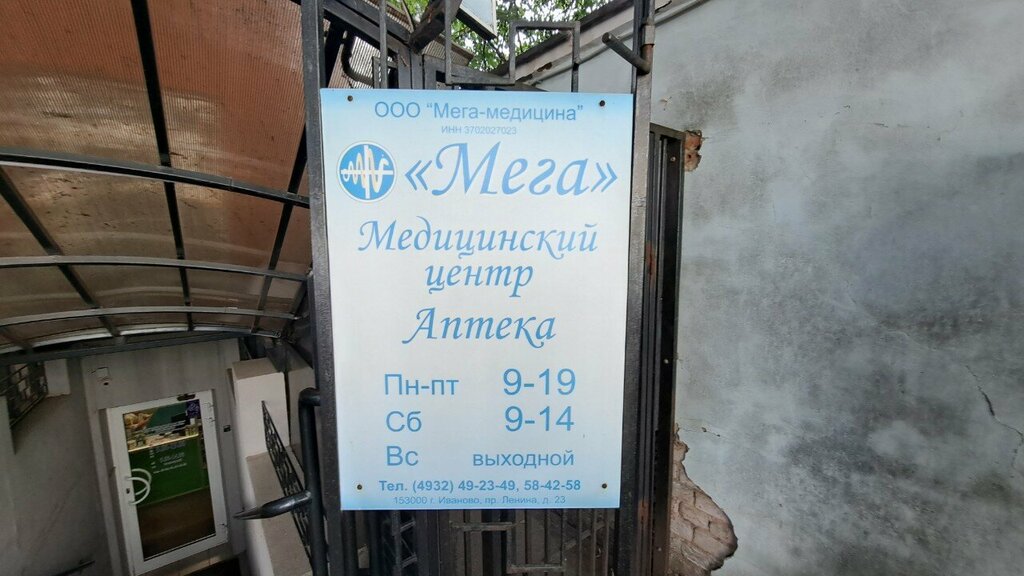 ООО "Мега-медицина"
ИНН 3702027023
«Мега»
Медицинский
центр
Аптека
Пн-пт 9-19
Сб 9-14
Вс выходной
Тел. (4932) 49-23-49, 58-42-58
153000 г. Иваново, пр. Ленина, д. 23